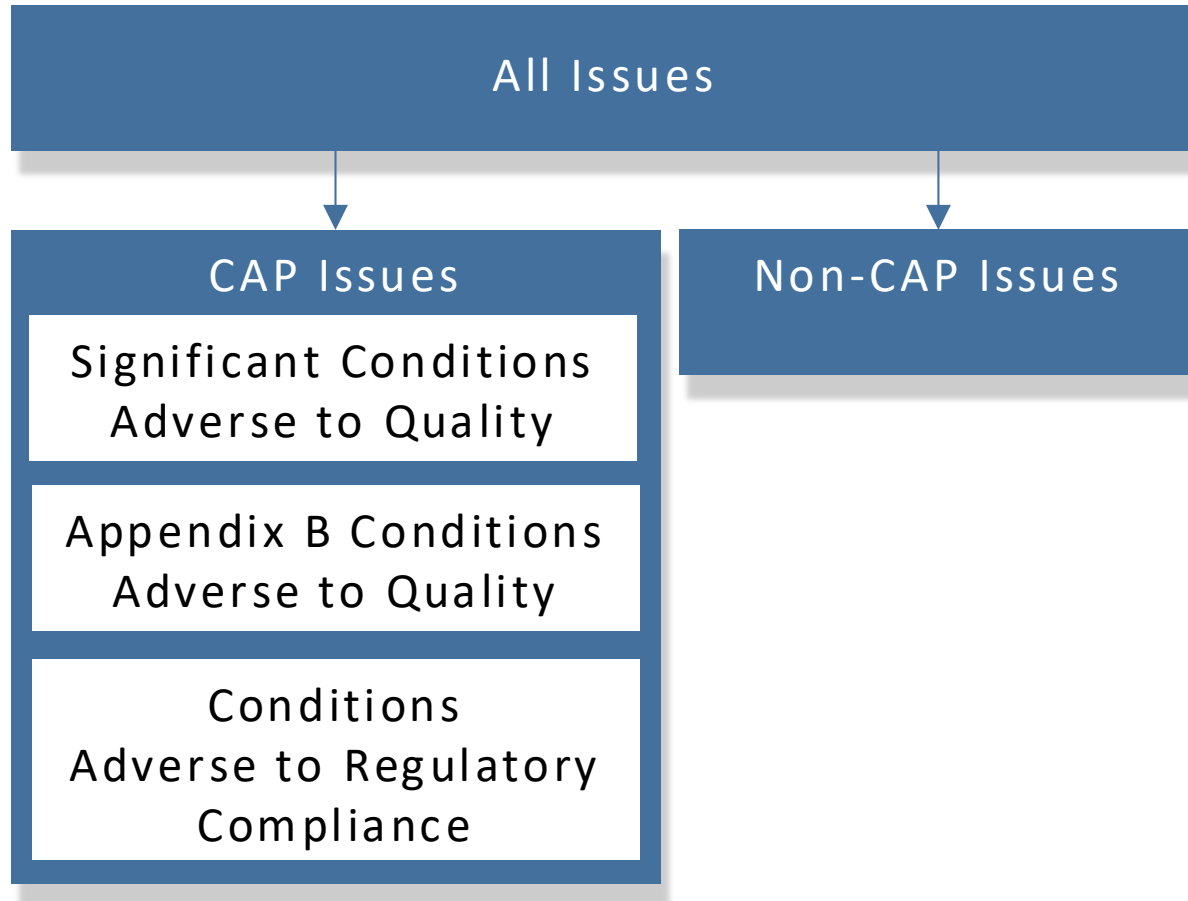 All Issues
CAP Issues
Non-CAP Issues
Significant Conditions
Adverse to Quality
Appendix B Conditions
Adverse to Quality
Conditions
Adverse to Regulatory
Compliance